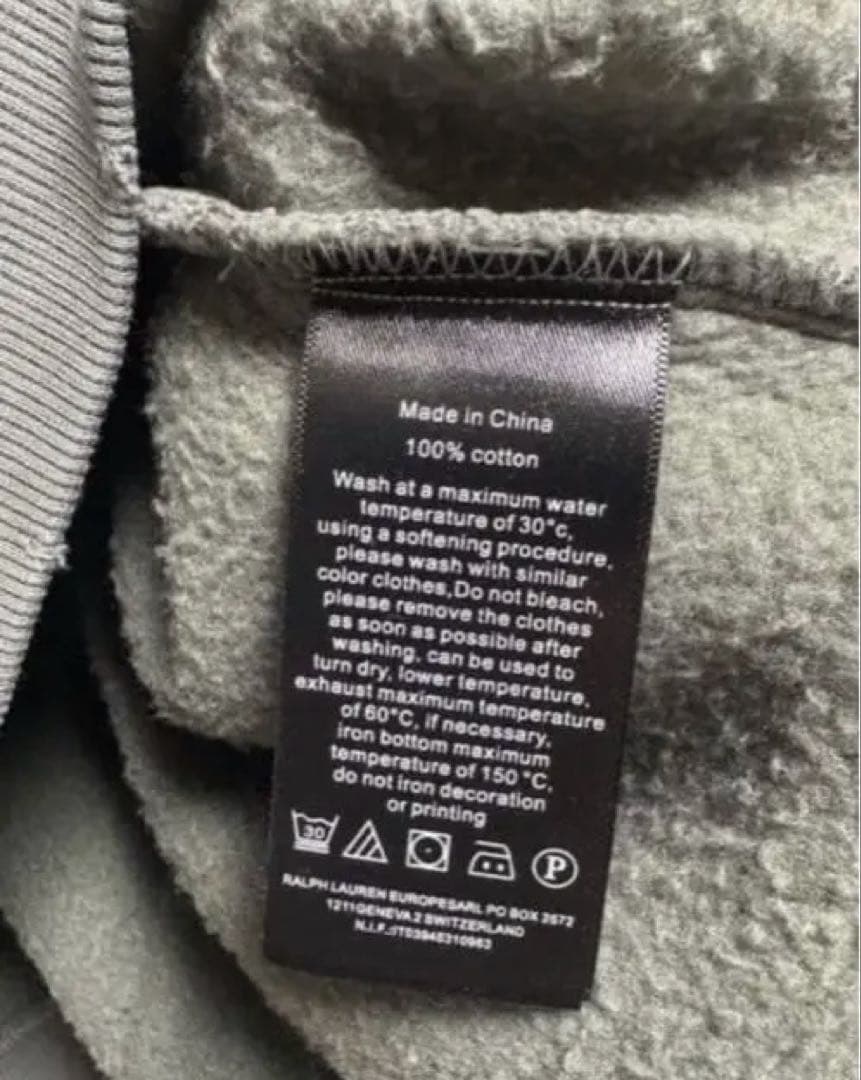 Made in China
100% cotton
Wash at a maximum water
temperature of 30°c,
using a softening procedure.
please wash with similar
color clothes,Do not bleach,
please remove the clothes
as soon as possible after
washing, can be used to
turn dry, lower temperature.
exhaust maximum temperature
of 60°C, if necessary,
iron bottom maximum
temperature of 150 °C,
do not iron decoration
or printing
30 P
RALPH LAUREN EUROPESARL PO BOX 2672
1211GENEVA 2 SWITZERLAND
N.I.F.:IT03945310963